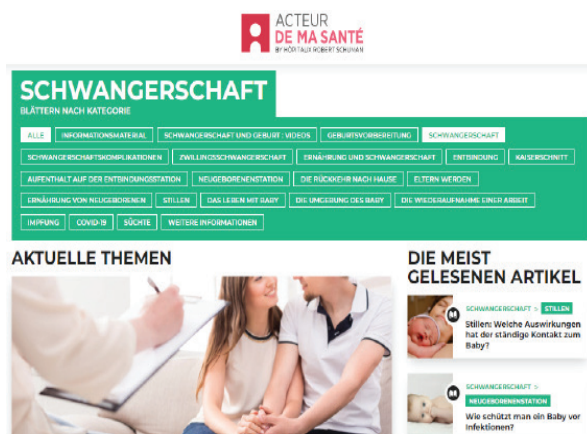 ACTEUR
DE MA SANTÉ
BY HÔPITAUX ROBERT SCHUMAN
SCHWANGERSCHAFT
BLÄTTERN NACH KATEGORIE
ALLE INFORMATIONSMATERIAL SCHWANGERSCHAFT UND GEBURT : VIDEOS GEBURTSVORBEREITUNG SCHWANGERSCHAFT
SCHWANGERSCHAFTSKOMPLIKATIONEN ZWILLINGSSCHWANGERSCHAFT ERNÄHRUNG UND SCHWANGERSCHAFT ENTBINDUNG KAISERSCHNITT
AUFENTHALT AUF DER ENTBINDUNGSSTATION NEUGEBORENENSTATION DIE RÜCKKEHR NACH HAUSE ELTERN WERDEN
ERNÄHRUNG VON NEUGEBORENEN STILLEN DAS LEBEN MIT BABY DIE UMGEBUNG DES BABY DIE WIEDERAUFNAHME EINER ARBEIT
IMPFUNG COVID-19 SÜCHTE WEITERE INFORMATIONEN
AKTUELLE THEMEN
DIE MEIST
GELESENEN ARTIKEL
SCHWANGERSCHAFT > STILLEN
Stillen: Welche Auswirkungen
hat der ständige Kontakt zum
Baby?
SCHWANGERSCHAFT >
NEUGEBORENENSTATION
Wie schützt man ein Baby vor
Infektionen?